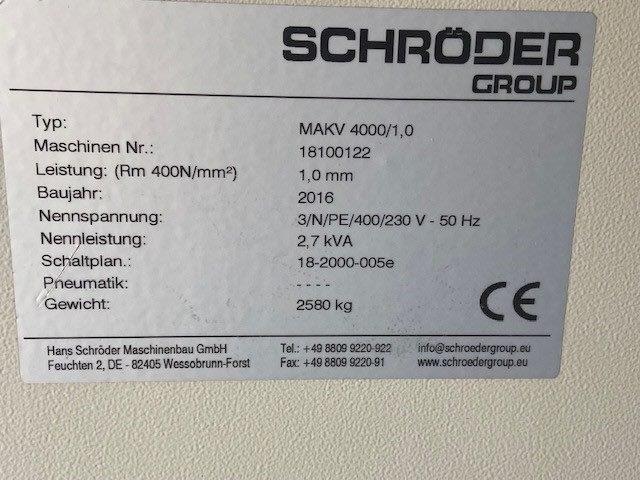 SCHRÖDER
GROUP
Typ: MAKV 4000/1,0
Maschinen Nr.: 18100122
Leistung: (Rm 400N/mm²) 1,0 mm
Baujahr: 2016
Nennspannung: 3/N/PE/400/230 V - 50 Hz
Nennleistung: 2,7 kVA
Schaltplan.: 18-2000-005e
Pneumatik: - - - -
Gewicht: 2580 kg
CE
Hans Schröder Maschinenbau GmbH Tel.: +49 8809 9220-922 info@schroedergroup.eu
Feuchten 2, DE - 82405 Wessobrunn-Forst Fax: +49 8809 9220-91 www.schroedergroup.eu